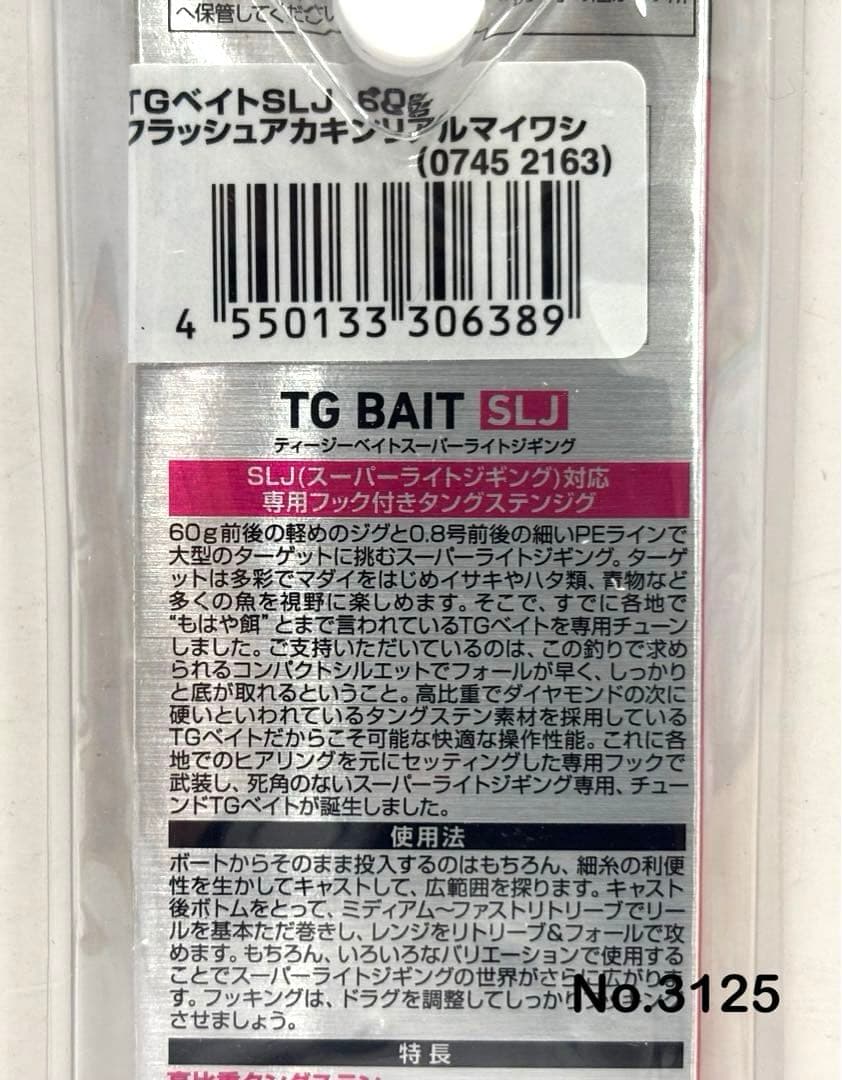 へ保管してください
TGベイトSLJ 60g
フラッシュアカキンリアルマイワシ
(0745 2163)
4 550133 306389
TG BAIT SLJ
ティージーベイトスーパーライトジギング
SLJ(スーパーライトジギング)対応
専用フック付きタングステンジグ
60g前後の軽めのジグと0.8号前後の細いPEラインで
大型のターゲットに挑むスーパーライトジギング。ターゲ
ットは多彩でマダイをはじめイサキやハタ類、青物など
多くの魚を視野に楽しめます。そこで、すでに各地で
“もはや餌”とまで言われているTGベイトを専用チューン
しました。ご支持いただいているのは、この釣りで求め
られるコンパクトシルエットでフォールが早く、しっかり
と底が取れるということ。高比重でダイヤモンドの次に
硬いといわれているタングステン素材を採用している
TGベイトだからこそ可能な快適な操作性能。これに各
地でのヒアリングを元にセッティングした専用フックで
武装し、死角のないスーパーライトジギング専用、チュー
ンドTGベイトが誕生しました。
使用法
ボートからそのまま投入するのはもちろん、細糸の利便
性を生かしてキャストして、広範囲を探ります。キャスト
後ボトムをとって、ミディアム〜ファストリトリーブでリー
ルを基本ただ巻きし、レンジをリトリーブ&フォールで攻
めます。もちろん、いろいろなバリエーションで使用する
ことでスーパーライトジギングの世界がさらに広がりま
す。フッキングは、ドラグを調整してしっかり
させましょう。
No.3125
特長
高比重タングステン